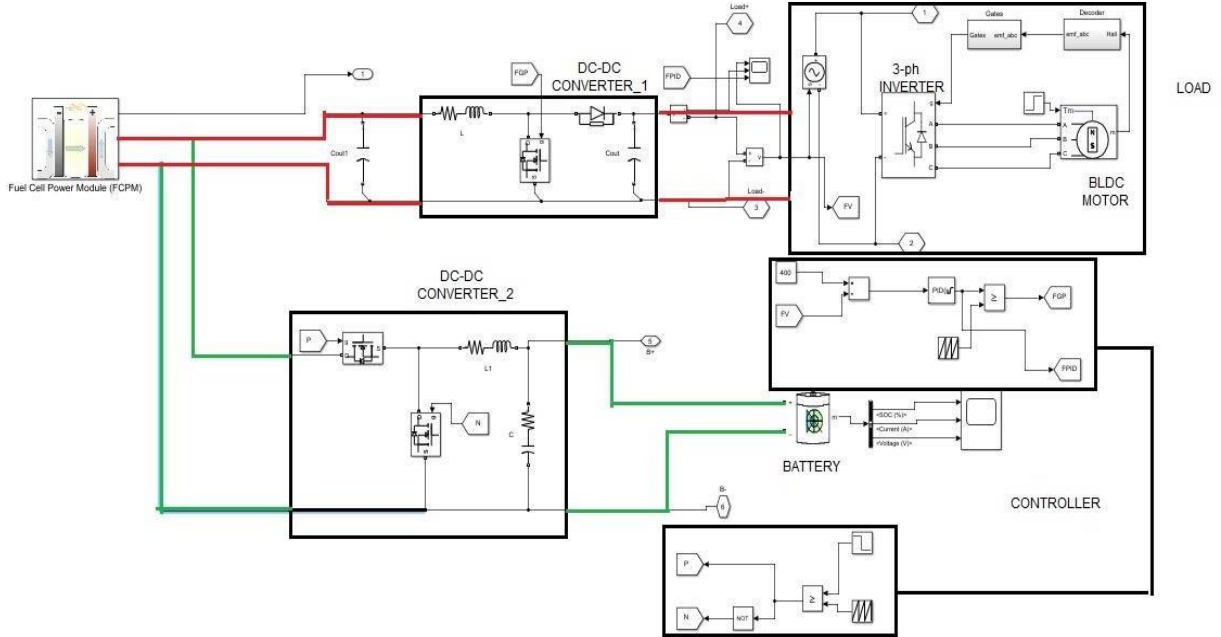 Load+
4
1
Gates
Decoder
Gates
emf_abc
emf_abc
Hall
DC-DC
CONVERTER_1
FGP
FPID
3-ph
INVERTER
LOAD
1
L
Cout1
Cout
g
Tm
A
B
C
A
B
C
m
N
S
BLDC
MOTOR
Fuel Cell Power Module (FCPM)
Load-
3
FV
2
DC-DC
CONVERTER_2
400
PID(s)
≥
FGP
FV
FPID
P
L1
5
B+
N
C
+
m
<SOC (%)>
<Current (A)>
<Voltage (V)>
BATTERY
B-
6
CONTROLLER
P
≥
N
NOT